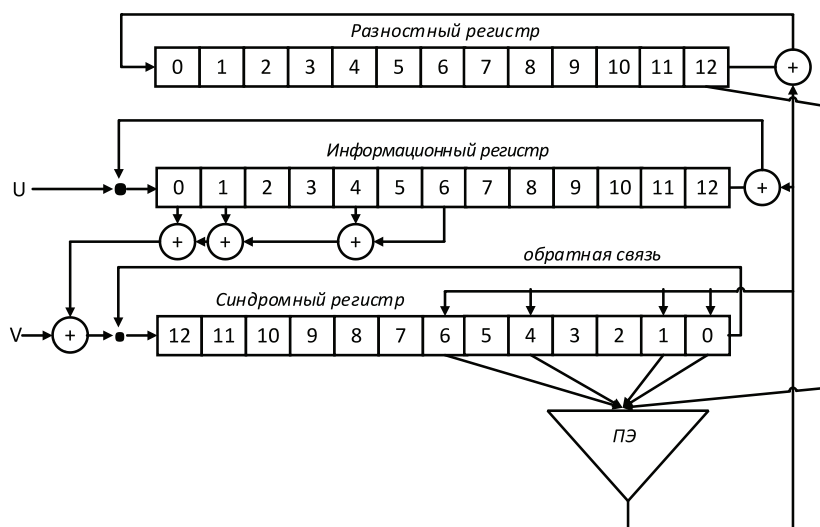 Разностный регистр
0 1 2 3 4 5 6 7 8 9 10 11 12 +
Информационный регистр
U 0 1 2 3 4 5 6 7 8 9 10 11 12 +
+ + +
обратная связь
Синдромный регистр
V + 12 11 10 9 8 7 6 5 4 3 2 1 0
ПЭ